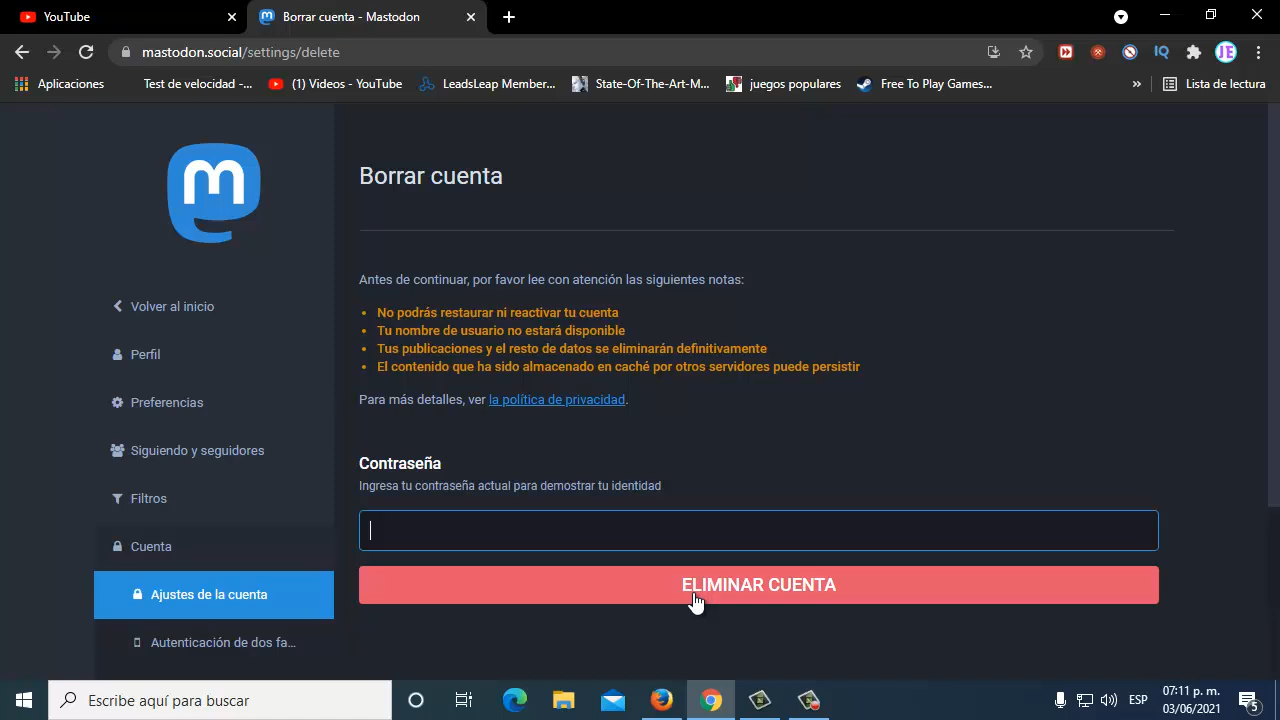 YouTube
Borrar cuenta - Mastodon
mastodon.social/settings/delete
IQ
JE
Aplicaciones
Test de velocidad -...
(1) Videos - YouTube
LeadsLeap Member...
State-Of-The-Art-M...
juegos populares
Free To Play Games...
»
Lista de lectura
m
Borrar cuenta
Antes de continuar, por favor lee con atención las siguientes notas:
• No podrás restaurar ni reactivar tu cuenta
• Tu nombre de usuario no estará disponible
• Tus publicaciones y el resto de datos se eliminarán definitivamente
• El contenido que ha sido almacenado en caché por otros servidores puede persistir
Para más detalles, ver la política de privacidad.
Volver al inicio
Perfil
Preferencias
Siguiendo y seguidores
Filtros
Cuenta
Ajustes de la cuenta
Autenticación de dos fa...
Contraseña
Ingresa tu contraseña actual para demostrar tu identidad
ELIMINAR CUENTA
Escribe aquí para buscar
ESP
07:11 p. m.
03/06/2021
5